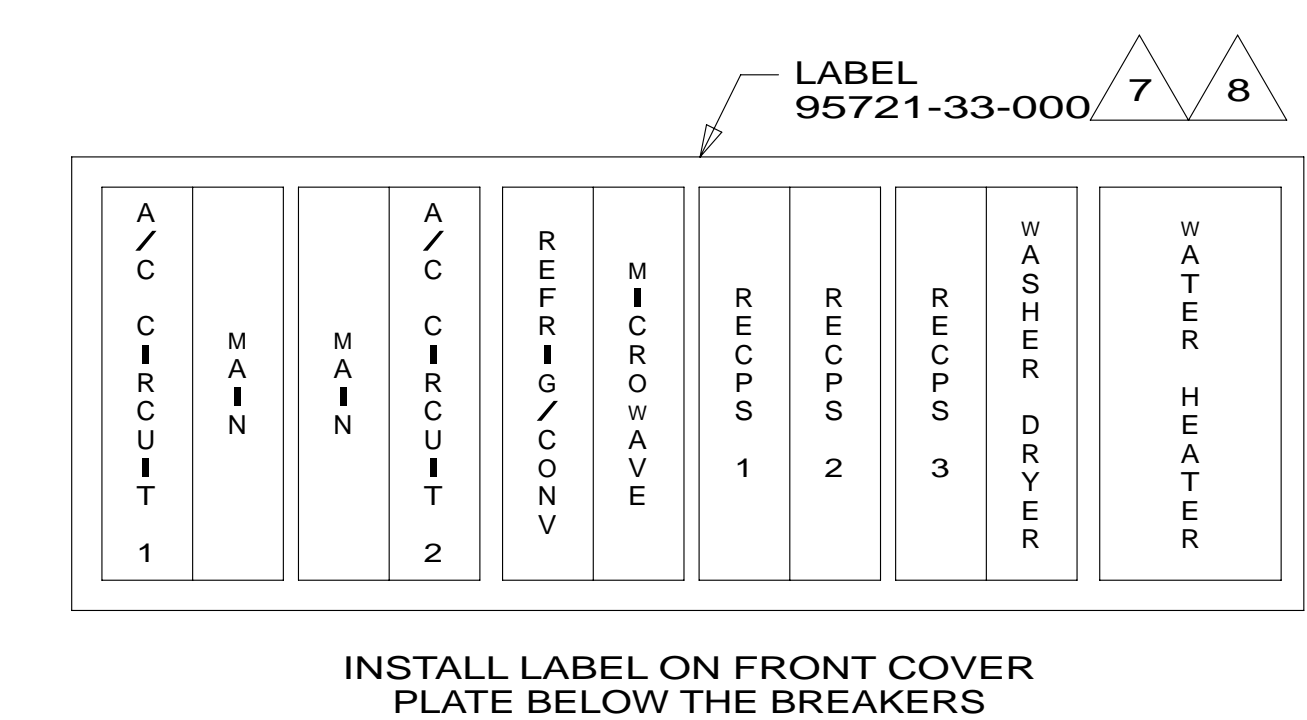 LABEL
95721-33-000 7 8
A/C CIRCUIT 1
MAIN
MAIN
A/C CIRCUIT 2
REFRIG/CONV
MICROWAVE
RECPS 1
RECPS 2
RECPS 3
WASHER DRYER
WATER HEATER
INSTALL LABEL ON FRONT COVER
PLATE BELOW THE BREAKERS